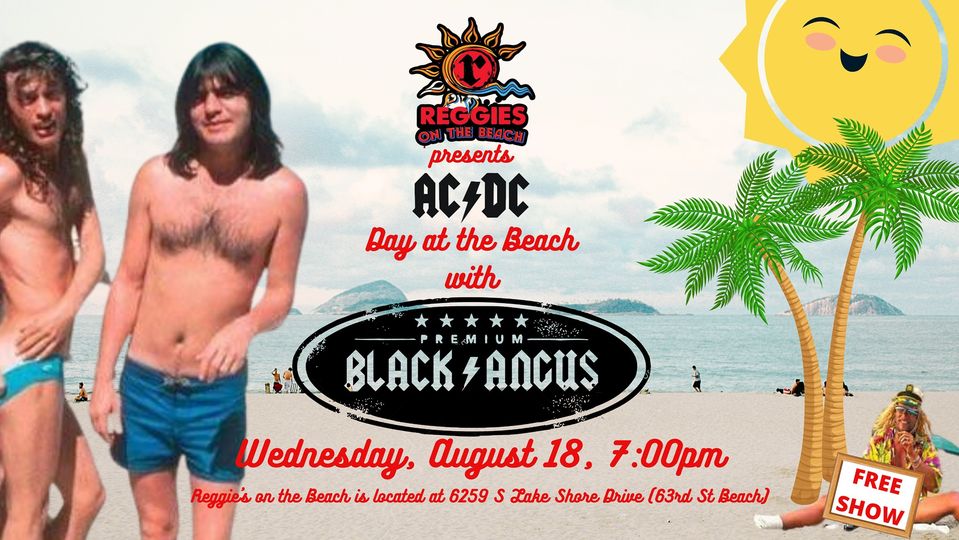 r
REGGIES
ON THE BEACH
presents
AC⚡DC
Day at the Beach
with
★★★★★
PREMIUM
BLACK⚡ANGUS
Wednesday, August 18, 7:00pm
Reggie's on the Beach is located at 6259 S Lake Shore Drive (63rd St Beach)
FREE
SHOW